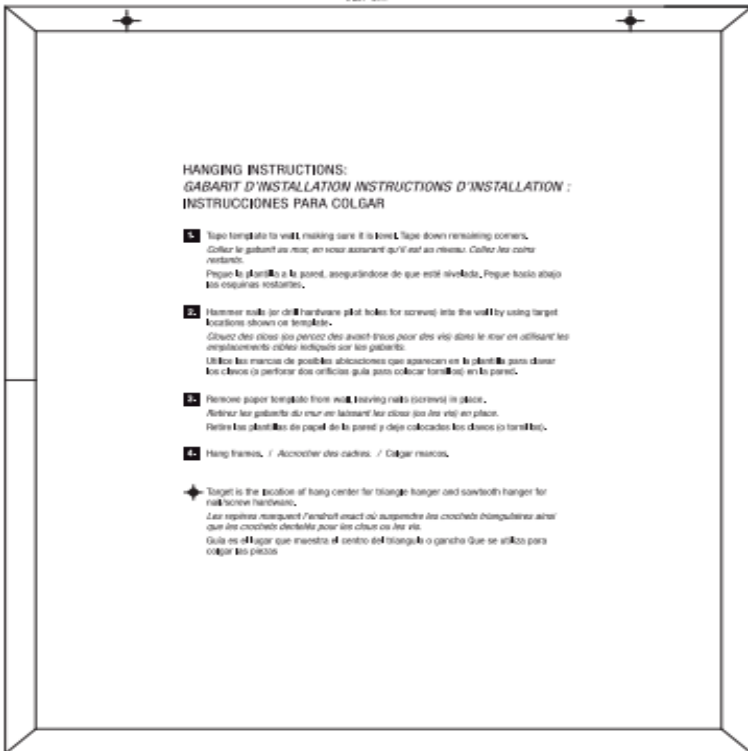 HANGING INSTRUCTIONS:
GABARIT D'INSTALLATION INSTRUCTIONS D'INSTALLATION :
INSTRUCCIONES PARA COLGAR
1. Tape template to wall, making sure it is level. Tape down remaining corners.
Collez le gabarit au mur, en vous assurant qu'il est au niveau. Collez les coins
restants.
Pegue la plantilla a la pared, asegurándose de que esté nivelada. Pegue hacia abajo
las esquinas restantes.
2. Hammer nails (or drill hardware pilot holes for screws) into the wall by using target
locations shown on template.
Clouez des clous (ou percez des avant-trous pour des vis) dans le mur en utilisant les
emplacements cibles indiqués sur les gabarits.
Utilice las marcas de posibles ubicaciones que aparecen en la plantilla para clavar
los clavos (o perforar dos orificios guía para colocar tornillos) en la pared.
3. Remove paper template from wall, leaving nails (screws) in place.
Retirez les gabarits du mur en laissant les clous (ou les vis) en place.
Retire las plantillas de papel de la pared y deje colocados los clavos (o tornillos).
4. Hang frames. / Accrocher des cadres. / Colgar marcos.
Target is the location of hang center for triangle hanger and sawtooth hanger for
nail/screw hardware.
Les repères marquent l'endroit exact où suspendre les crochets triangulaires ainsi
que les crochets dentelés pour les clous ou les vis.
Guía es el lugar que muestra el centro del triangulo o gancho Que se utiliza para
colgar las piezas